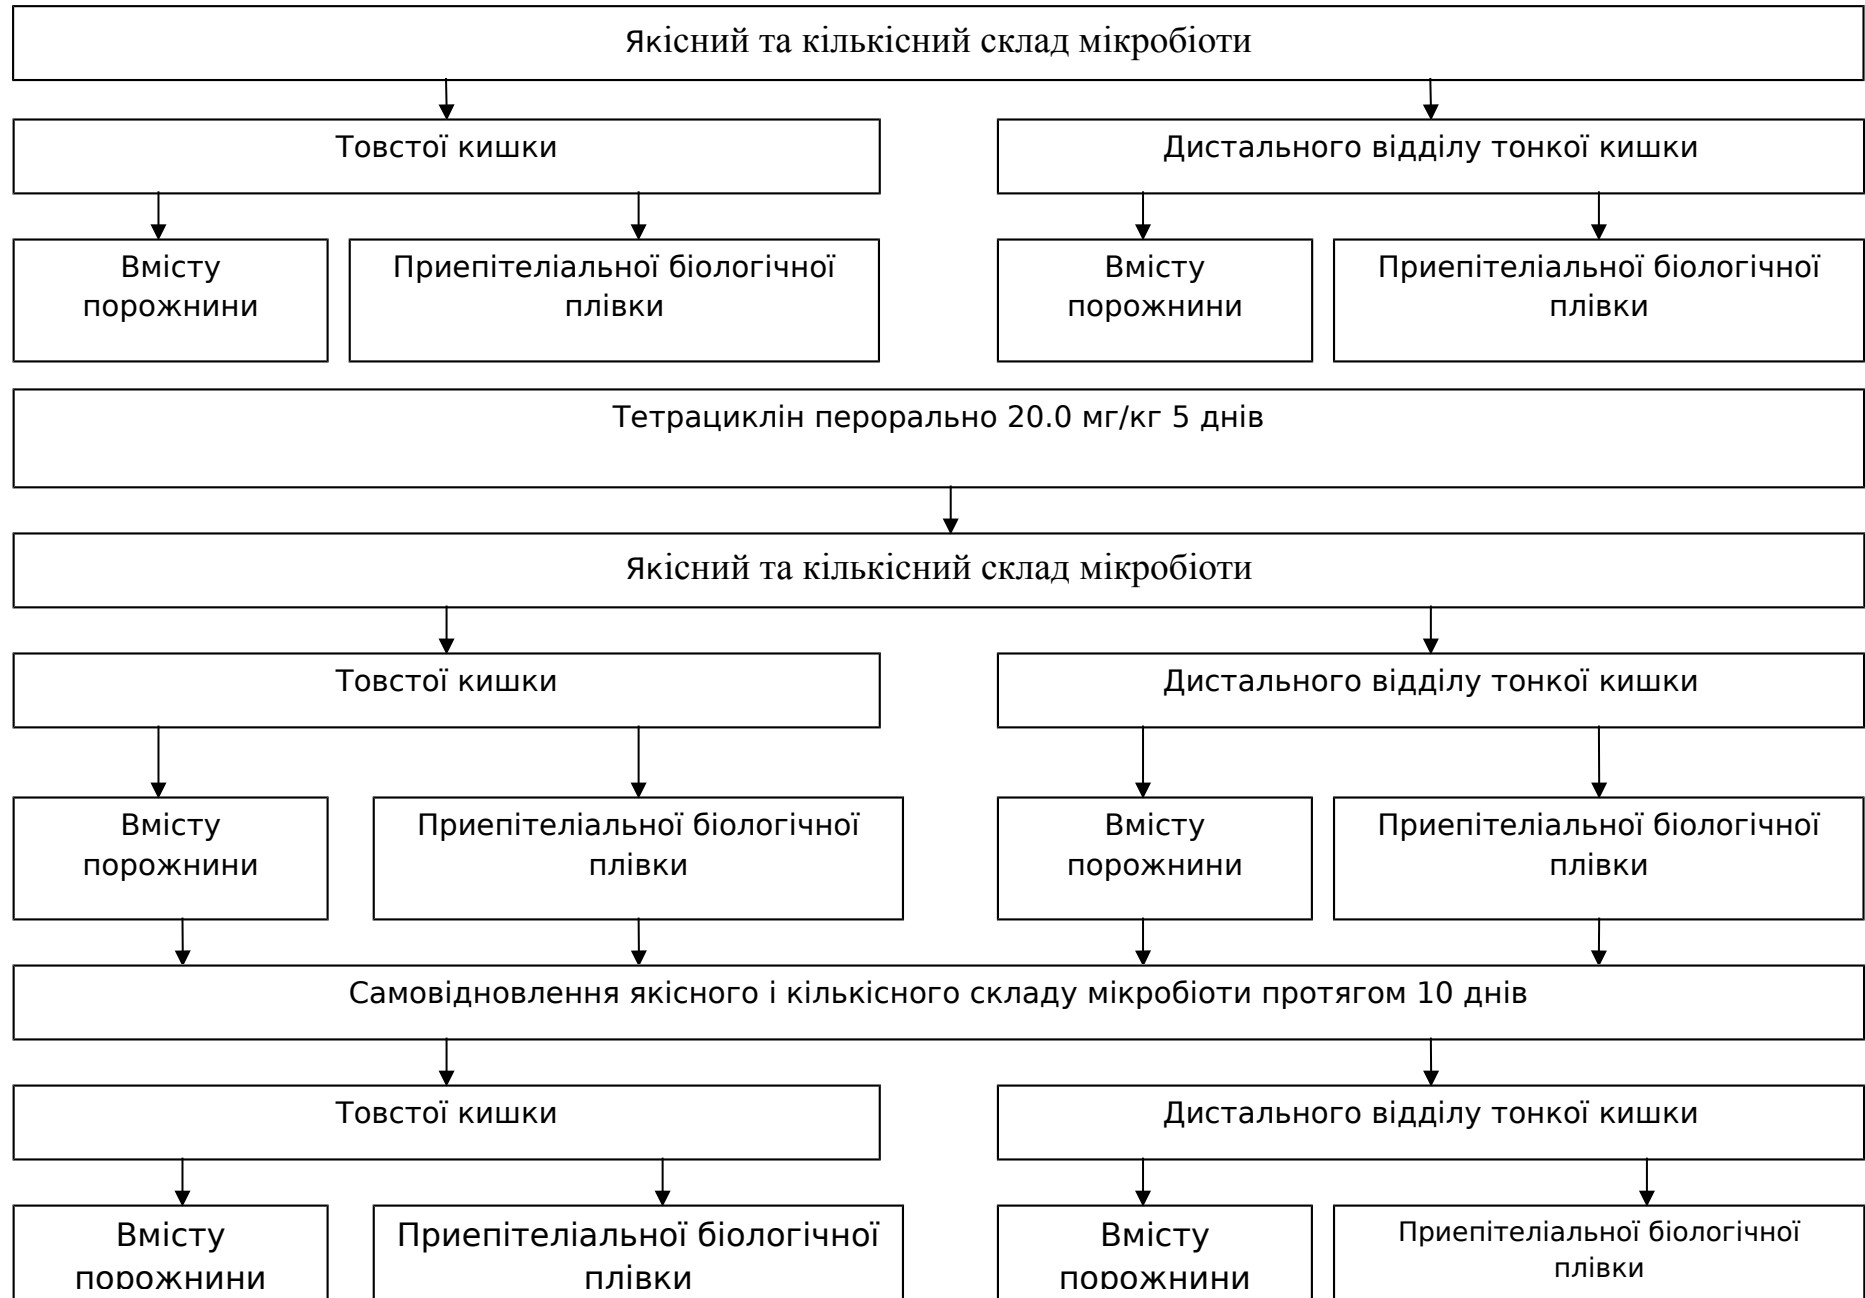 Якісний та кількісний склад мікробіоти
Товстої кишки
Дистального відділу тонкої кишки
Вмісту
порожнини
Приепітеліальної біологічної
плівки
Вмісту
порожнини
Приепітеліальної біологічної
плівки
Тетрациклін перорально 20.0 мг/кг 5 днів
Якісний та кількісний склад мікробіоти
Товстої кишки
Дистального відділу тонкої кишки
Вмісту
порожнини
Приепітеліальної біологічної
плівки
Вмісту
порожнини
Приепітеліальної біологічної
плівки
Самовідновлення якісного і кількісного складу мікробіоти протягом 10 днів
Товстої кишки
Дистального відділу тонкої кишки
Вмісту
порожнини
Приепітеліальної біологічної
плівки
Вмісту
порожнини
Приепітеліальної біологічної
плівки